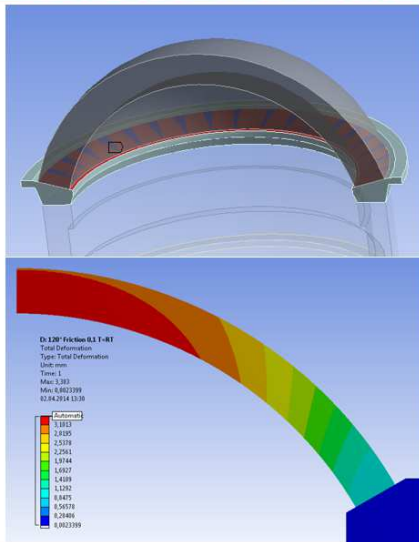 D: 120° Friction 0,1 T=RT
Total Deformation
Type: Total Deformation
Unit: mm
Time: 1
Max: 3,383
Min: 0,0023399
02.04.2014 13:38
Automatic
3,1013
2,8195
2,5378
2,2561
1,9744
1,6927
1,4109
1,1292
0,8475
0,56578
0,28406
0,0023399